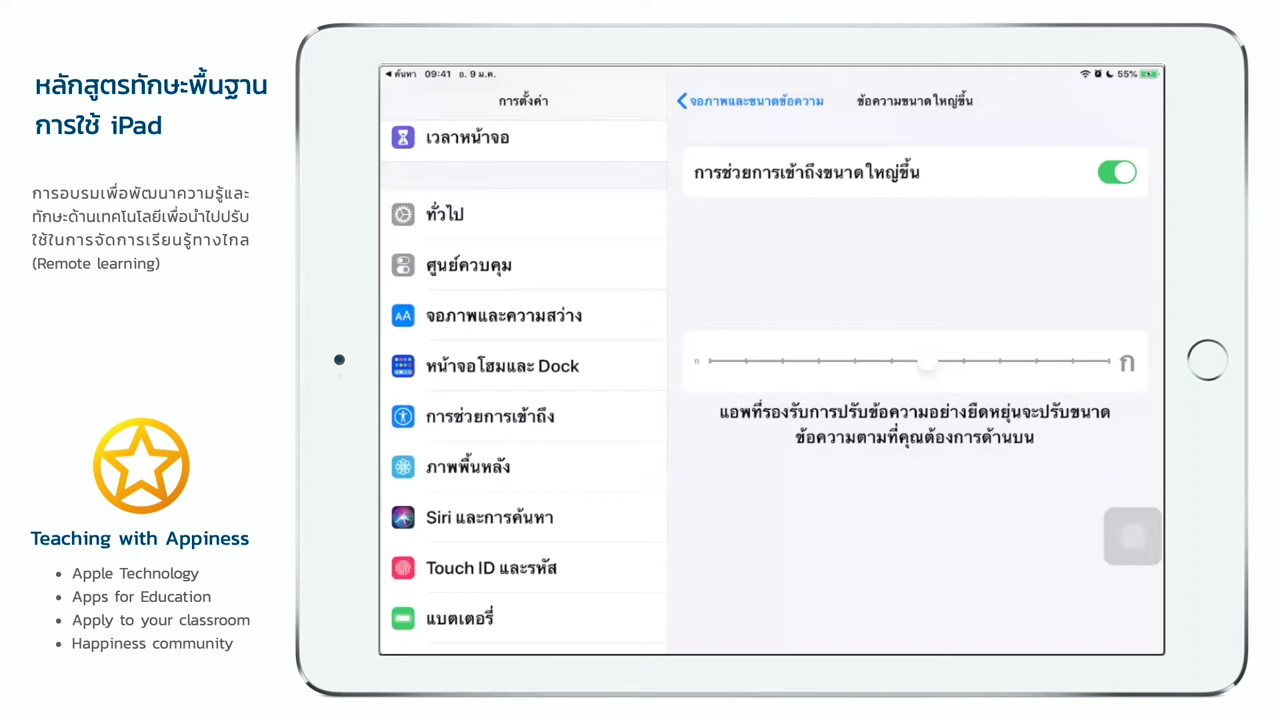 หลักสูตรทักษะพื้นฐาน
การใช้ iPad
การอบรมเพื่อพัฒนาความรู้และ
ทักษะด้านเทคโนโลยีเพื่อนำไปปรับ
ใช้ในการจัดการเรียนรู้ทางไกล
(Remote learning)
Teaching with Appiness
• Apple Technology
• Apps for Education
• Apply to your classroom
• Happiness community
ค้นหา 09:41 อ. 9 ม.ค.
55%
การตั้งค่า
เวลาหน้าจอ
ทั่วไป
ศูนย์ควบคุม
AA จอภาพและความสว่าง
หน้าจอโฮมและ Dock
การช่วยการเข้าถึง
ภาพพื้นหลัง
Siri และการค้นหา
Touch ID และรหัส
แบตเตอรี่
จอภาพและขนาดข้อความ ข้อความขนาดใหญ่ขึ้น
การช่วยการเข้าถึงขนาดใหญ่ขึ้น
ก ก
แอพที่รองรับการปรับข้อความอย่างยืดหยุ่นจะปรับขนาด
ข้อความตามที่คุณต้องการด้านบน